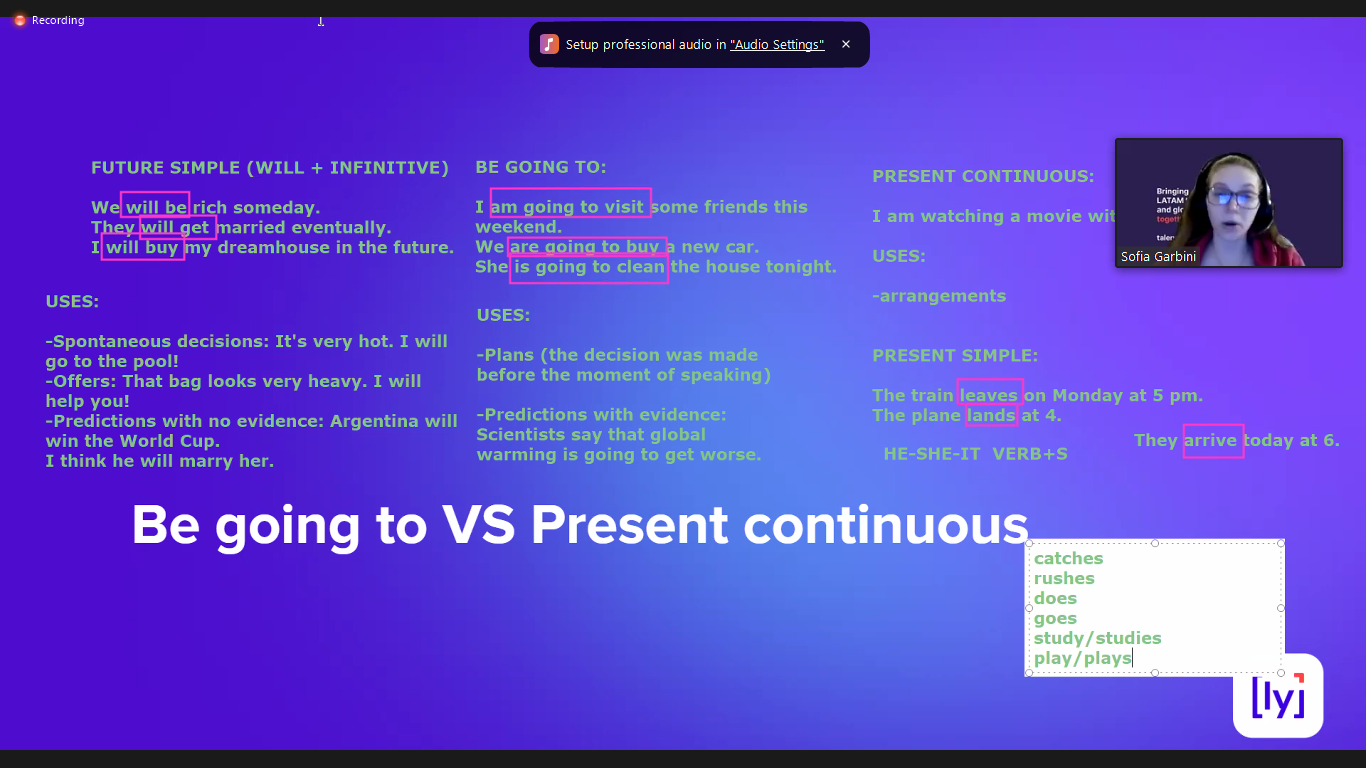 Recording
Setup professional audio in "Audio Settings"
FUTURE SIMPLE (WILL + INFINITIVE)
We will be rich someday.
They will get married eventually.
I will buy my dreamhouse in the future.
USES:
-Spontaneous decisions: It's very hot. I will
go to the pool!
-Offers: That bag looks very heavy. I will
help you!
-Predictions with no evidence: Argentina will
win the World Cup.
I think he will marry her.
BE GOING TO:
I am going to visit some friends this
weekend.
We are going to buy a new car.
She is going to clean the house tonight.
USES:
-Plans (the decision was made
before the moment of speaking)
-Predictions with evidence:
Scientists say that global
warming is going to get worse.
PRESENT CONTINUOUS:
I am watching a movie wit
USES:
-arrangements
PRESENT SIMPLE:
The train leaves on Monday at 5 pm.
The plane lands at 4.
They arrive today at 6.
HE-SHE-IT VERB+S
Bringing
LATAM
and glo
togeth
talen
Sofia Garbini
Be going to VS Present continuous
catches
rushes
does
goes
study/studies
play/plays
[ly]